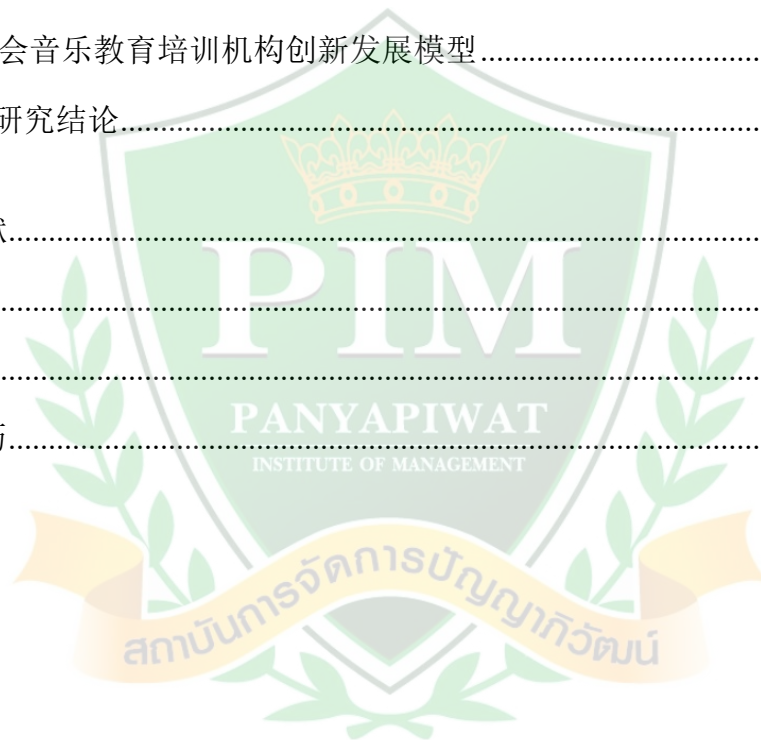 会音乐教育培训机构创新发展模型....................................
研究结论..............................................................................
....................................................................................................
PIM
....................................................................................................
....................................................................................................
PANYAPIWAT
....................................................................................................
INSTITUTE OF MANAGEMENT
สถาบันการจัดการปัญญาภิวัฒน์